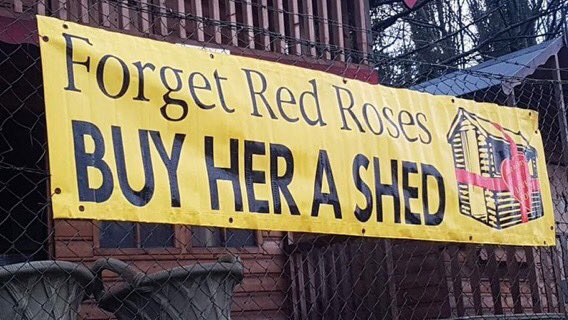 Forget Red Roses
BUY HER A SHED